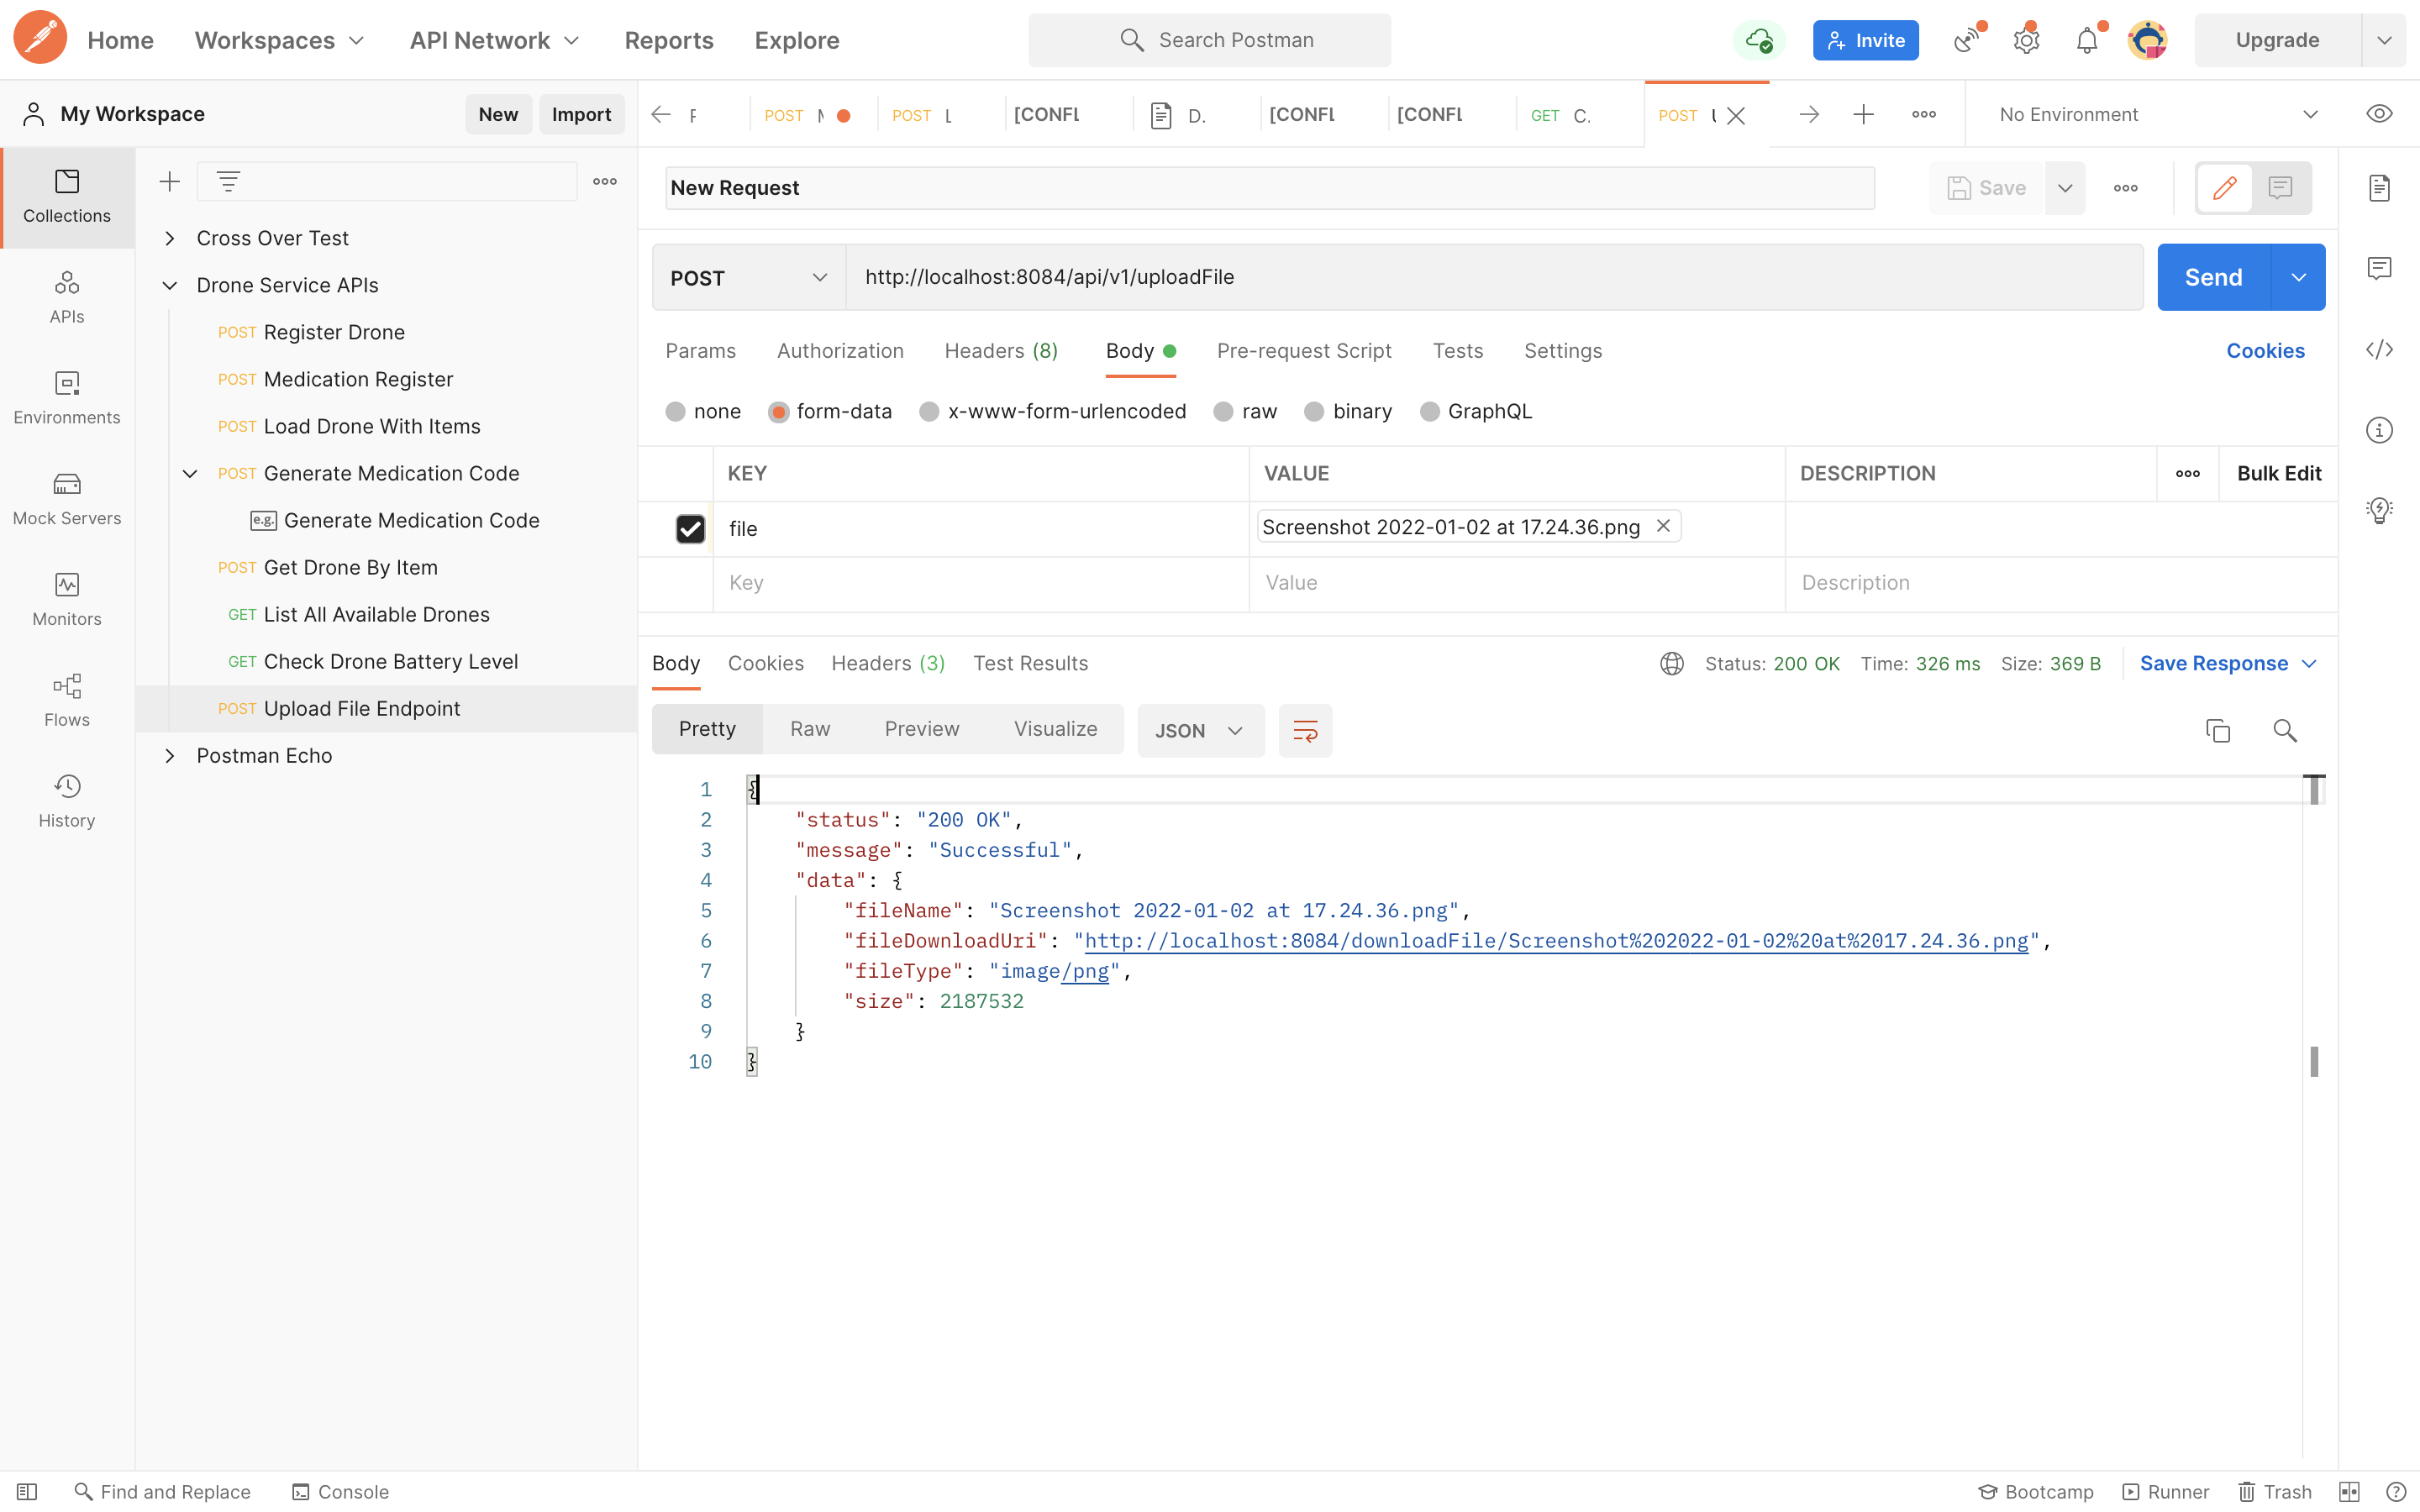 Home Workspaces API Network Reports Explore Search Postman Invite Upgrade
My Workspace New Import
POST POST L [CONFL D. [CONFL [CONFL GET C. POST No Environment
Collections
APIs
Environments
Mock Servers
Monitors
Flows
History
Cross Over Test
Drone Service APIs
POST Register Drone
POST Medication Register
POST Load Drone With Items
POST Generate Medication Code
e.g. Generate Medication Code
POST Get Drone By Item
GET List All Available Drones
GET Check Drone Battery Level
POST Upload File Endpoint
Postman Echo
New Request Save
POST http://localhost:8084/api/v1/uploadFile Send
Params Authorization Headers (8) Body Pre-request Script Tests Settings Cookies
none form-data x-www-form-urlencoded raw binary GraphQL
KEY VALUE DESCRIPTION Bulk Edit
file Screenshot 2022-01-02 at 17.24.36.png
Key Value Description
Body Cookies Headers (3) Test Results Status: 200 OK Time: 326 ms Size: 369 B Save Response
Pretty Raw Preview Visualize JSON
1 {
2 "status": "200 OK",
3 "message": "Successful",
4 "data": {
5 "fileName": "Screenshot 2022-01-02 at 17.24.36.png",
6 "fileDownloadUri": "http://localhost:8084/downloadFile/Screenshot%202022-01-02%20at%2017.24.36.png",
7 "fileType": "image/png",
8 "size": 2187532
9 }
10 }
Find and Replace Console Bootcamp Runner Trash